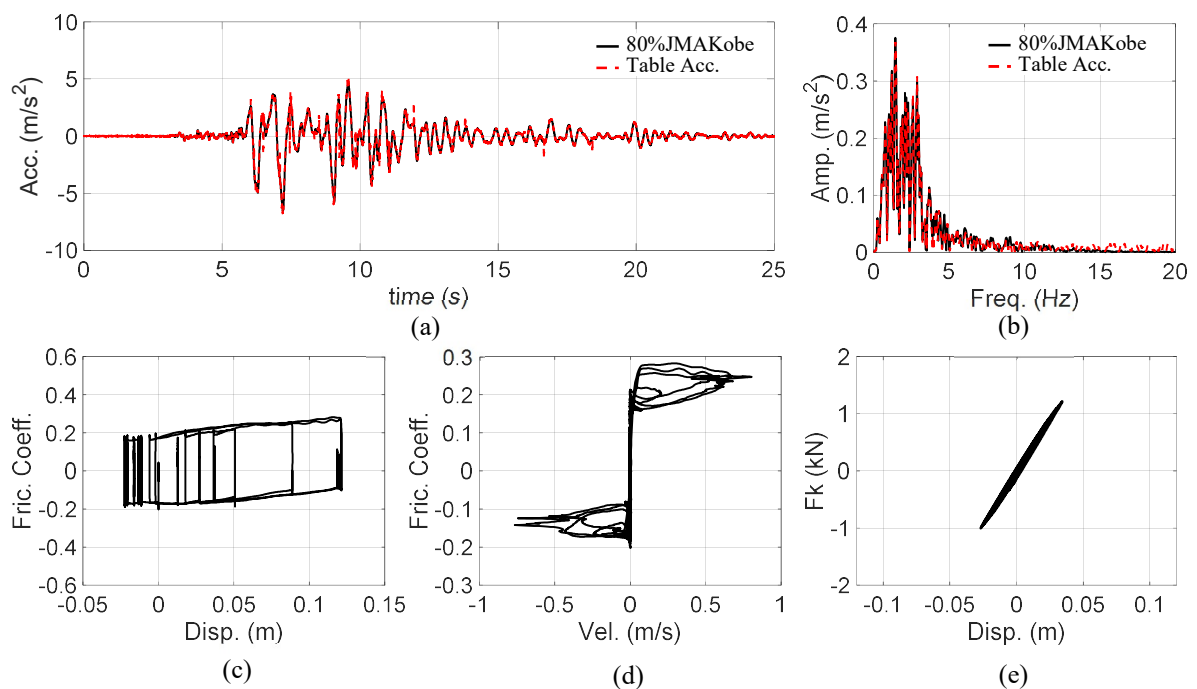 10
5
0
-5
-10
Acc. (m/s²)
80%JMAKobe
Table Acc.
0 5 10 15 20 25
time (s)
(a)
0.4
0.3
0.2
0.1
0
Amp. (m/s²)
80%JMAKobe
Table Acc.
0 5 10 15 20
Freq. (Hz)
(b)
0.6
0.4
0.2
0
-0.2
-0.4
-0.6
Fric. Coeff.
-0.05 0 0.05 0.1 0.15
Disp. (m)
(c)
0.3
0.2
0.1
0
-0.1
-0.2
-0.3
Fric. Coeff.
-1 -0.5 0 0.5 1
Vel. (m/s)
(d)
2
1
0
-1
-2
Fk (kN)
-0.1 -0.05 0 0.05 0.1
Disp. (m)
(e)